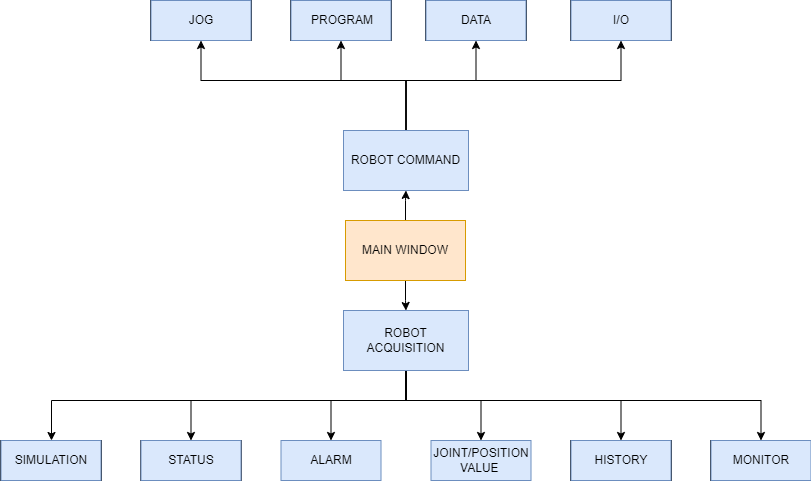 JOG
PROGRAM
DATA
I/O
ROBOT COMMAND
MAIN WINDOW
ROBOT
ACQUISITION
SIMULATION
STATUS
ALARM
JOINT/POSITION
VALUE
HISTORY
MONITOR